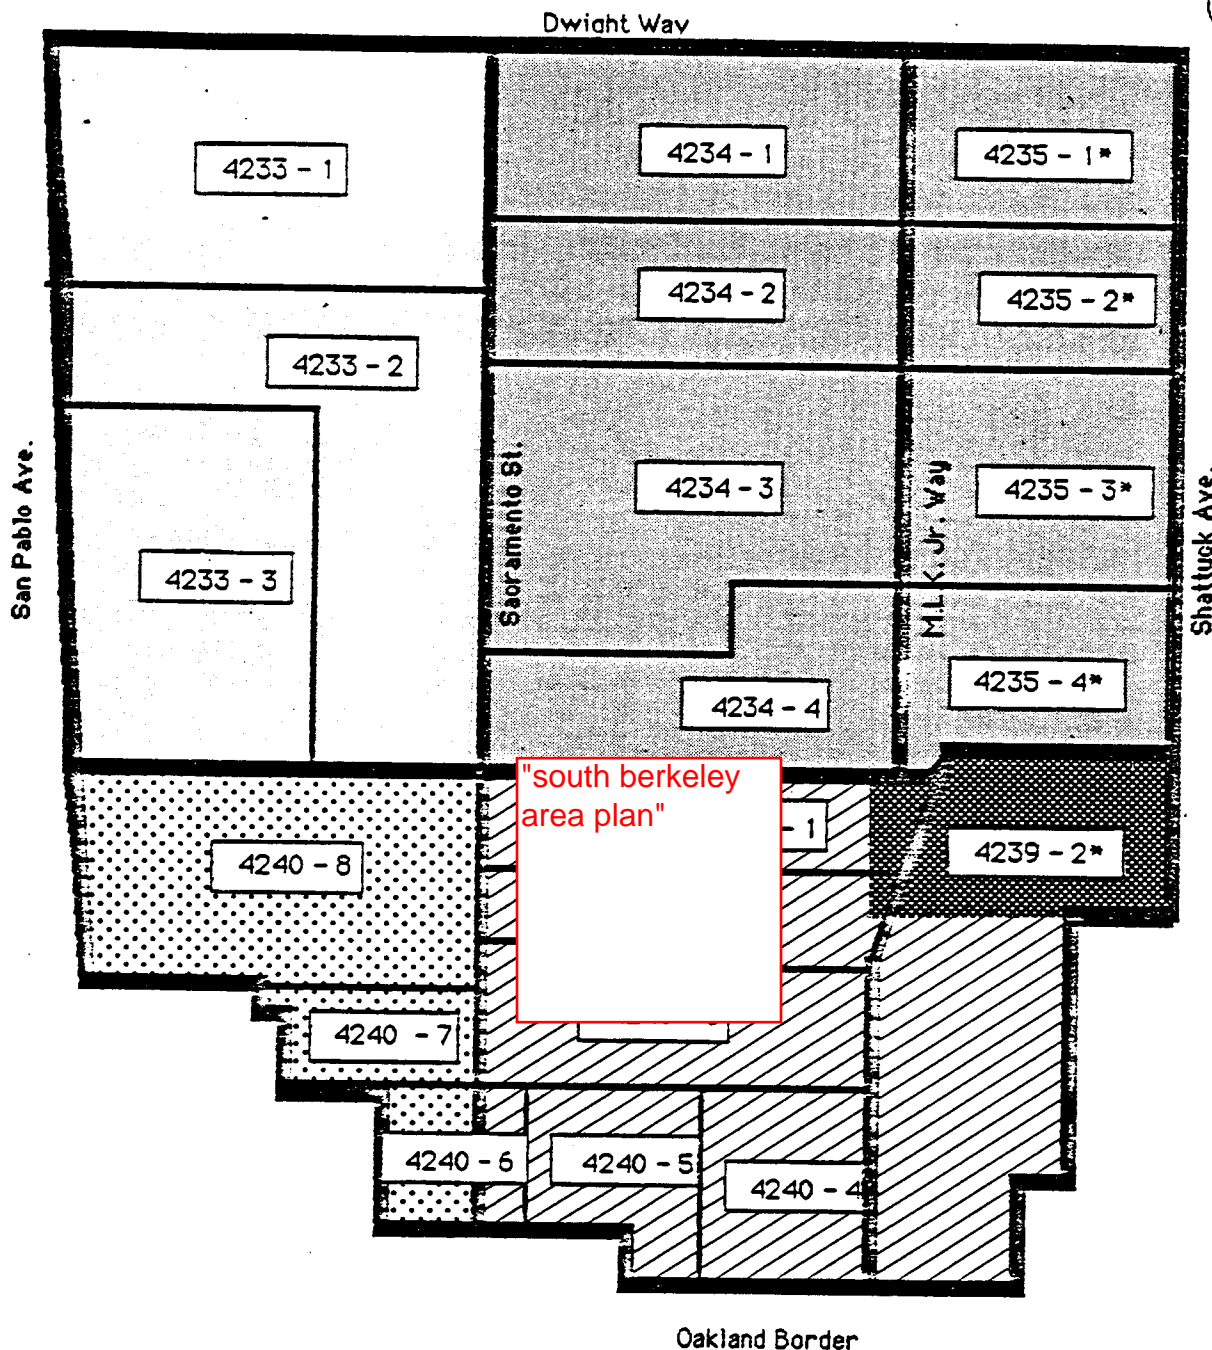 Dwight Way
4233 - 1
4234 - 1
4235 - 1*
4234 - 2
4235 - 2*
4233 - 2
San Pablo Ave.
Sacramento St.
4234 - 3
M.L.K. Jr. Way
4235 - 3*
Shattuck Ave.
4233 - 3
4234 - 4
4235 - 4*
"south berkeley
area plan"
- 1
4240 - 8
4239 - 2*
4240 - 7
4240 - 6
4240 - 5
4240 - 4
Oakland Border